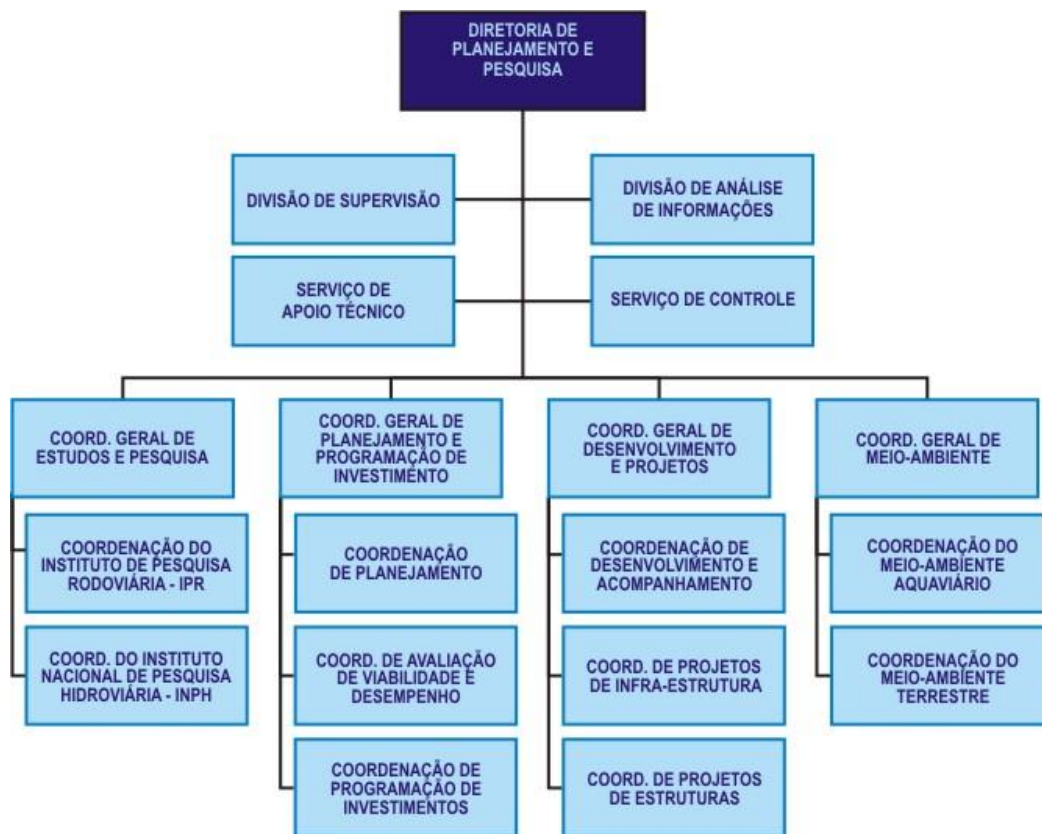 DIRETORIA DE
PLANEJAMENTO E
PESQUISA
DIVISÃO DE SUPERVISÃO
DIVISÃO DE ANÁLISE
DE INFORMAÇÕES
SERVIÇO DE
APOIO TÉCNICO
SERVIÇO DE CONTROLE
COORD. GERAL DE
ESTUDOS E PESQUISA
COORD. GERAL DE
PLANEJAMENTO E
PROGRAMAÇÃO DE
INVESTIMENTO
COORD. GERAL DE
DESENVOLVIMENTO
E PROJETOS
COORD. GERAL DE
MEIO-AMBIENTE
COORDENAÇÃO DO
INSTITUTO DE PESQUISA
RODOVIÁRIA - IPR
COORDENAÇÃO
DE PLANEJAMENTO
COORDENAÇÃO DE
DESENVOLVIMENTO E
ACOMPANHAMENTO
COORDENAÇÃO DO
MEIO-AMBIENTE
AQUAVIÁRIO
COORD. DO INSTITUTO
NACIONAL DE PESQUISA
HIDROVIÁRIA - INPH
COORD. DE AVALIAÇÃO
DE VIABILIDADE E
DESEMPENHO
COORD. DE PROJETOS
DE INFRA-ESTRUTURA
COORDENAÇÃO DO
MEIO-AMBIENTE
TERRESTRE
COORDENAÇÃO DE
PROGRAMAÇÃO DE
INVESTIMENTOS
COORD. DE PROJETOS
DE ESTRUTURAS